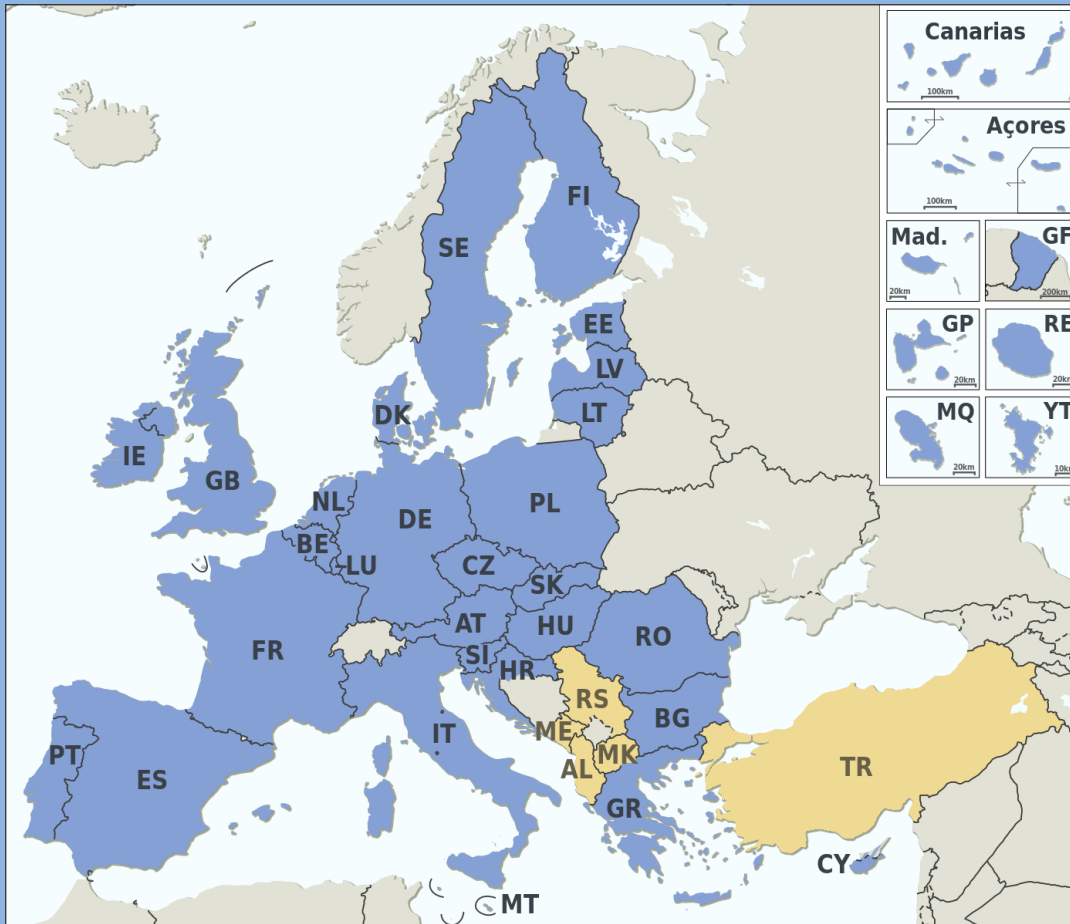 Canarias
100km
Açores
100km
Mad.
20km
GF
200km
GP
20km
RE
MQ
20km
YT
FI
SE
EE
LV
LT
DK
IE
GB
NL
DE
PL
BE
LU
CZ
SK
AT
HU
RO
FR
SI
HR
RS
ME
BG
IT
MK
AL
TR
PT
ES
GR
CY
MT